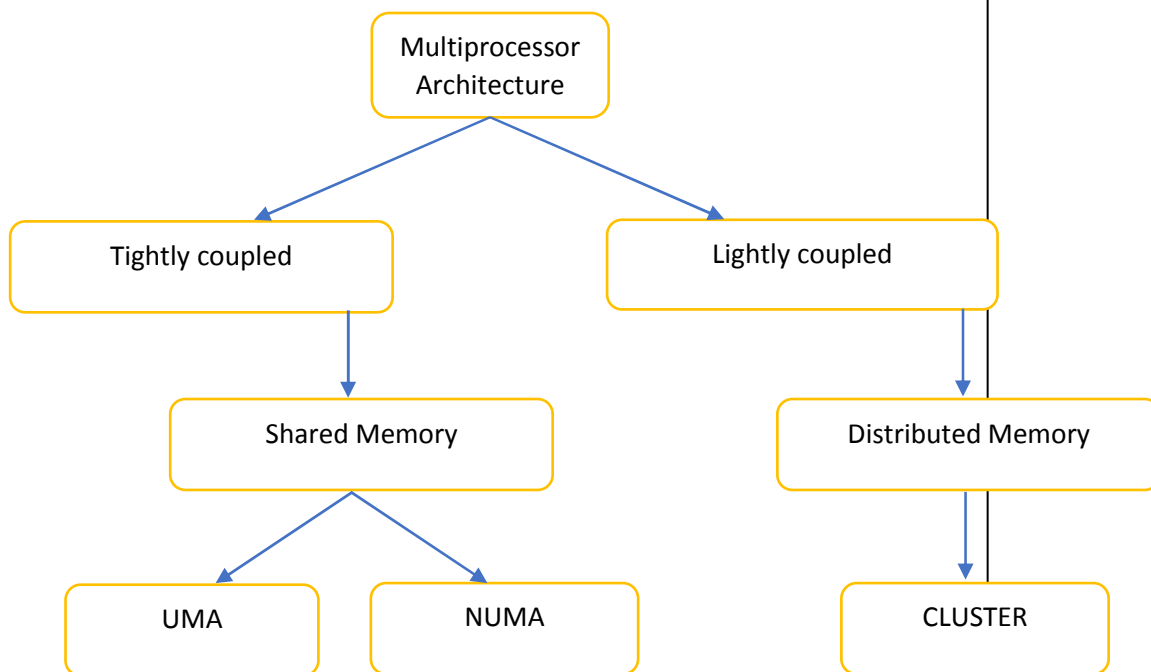 Multiprocessor
Architecture
Tightly coupled
Lightly coupled
Shared Memory
Distributed Memory
UMA
NUMA
CLUSTER